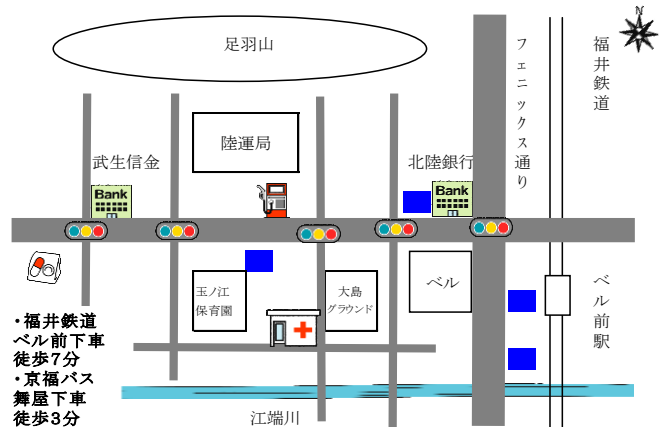 N
足羽山
フェニックス通り
福井鉄道
陸運局
武生信金
北陸銀行
Bank
Bank
玉ノ江
保育園
大島
グラウンド
ベル
ベル前駅
・福井鉄道
ベル前下車
徒歩7分
・京福バス
舞屋下車
徒歩3分
江端川